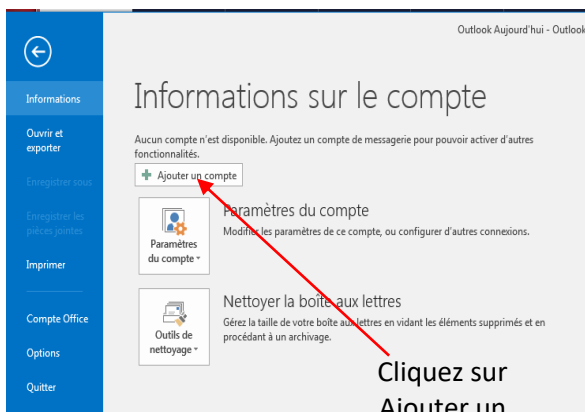 Outlook Aujourd'hui - Outlook
Informations
Ouvrir et
exporter
Enregistrer sous
Enregistrer les
pièces jointes
Imprimer
Compte Office
Options
Quitter
Informations sur le compte
Aucun compte n'est disponible. Ajoutez un compte de messagerie pour pouvoir activer d'autres
fonctionnalités.
Ajouter un compte
Paramètres
du compte
Paramètres du compte
Modifier les paramètres de ce compte, ou configurer d'autres connexions.
Outils de
nettoyage
Nettoyer la boîte aux lettres
Gérez la taille de votre boîte aux lettres en vidant les éléments supprimés et en
procédant à un archivage.
Cliquez sur
Ajouter un